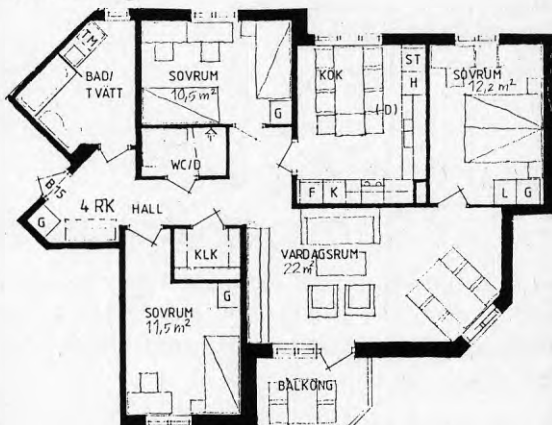 TM
BAD/
TVÄTT
SOVRUM
10,5 m²
G
KÖK
ST
H
(D)
SOVRUM
12,2 m²
WC/D
B15
G
4 RK
HALL
F
K
L
G
KLK
VARDAGSRUM
22 m²
G
SOVRUM
11,5 m²
BALKONG